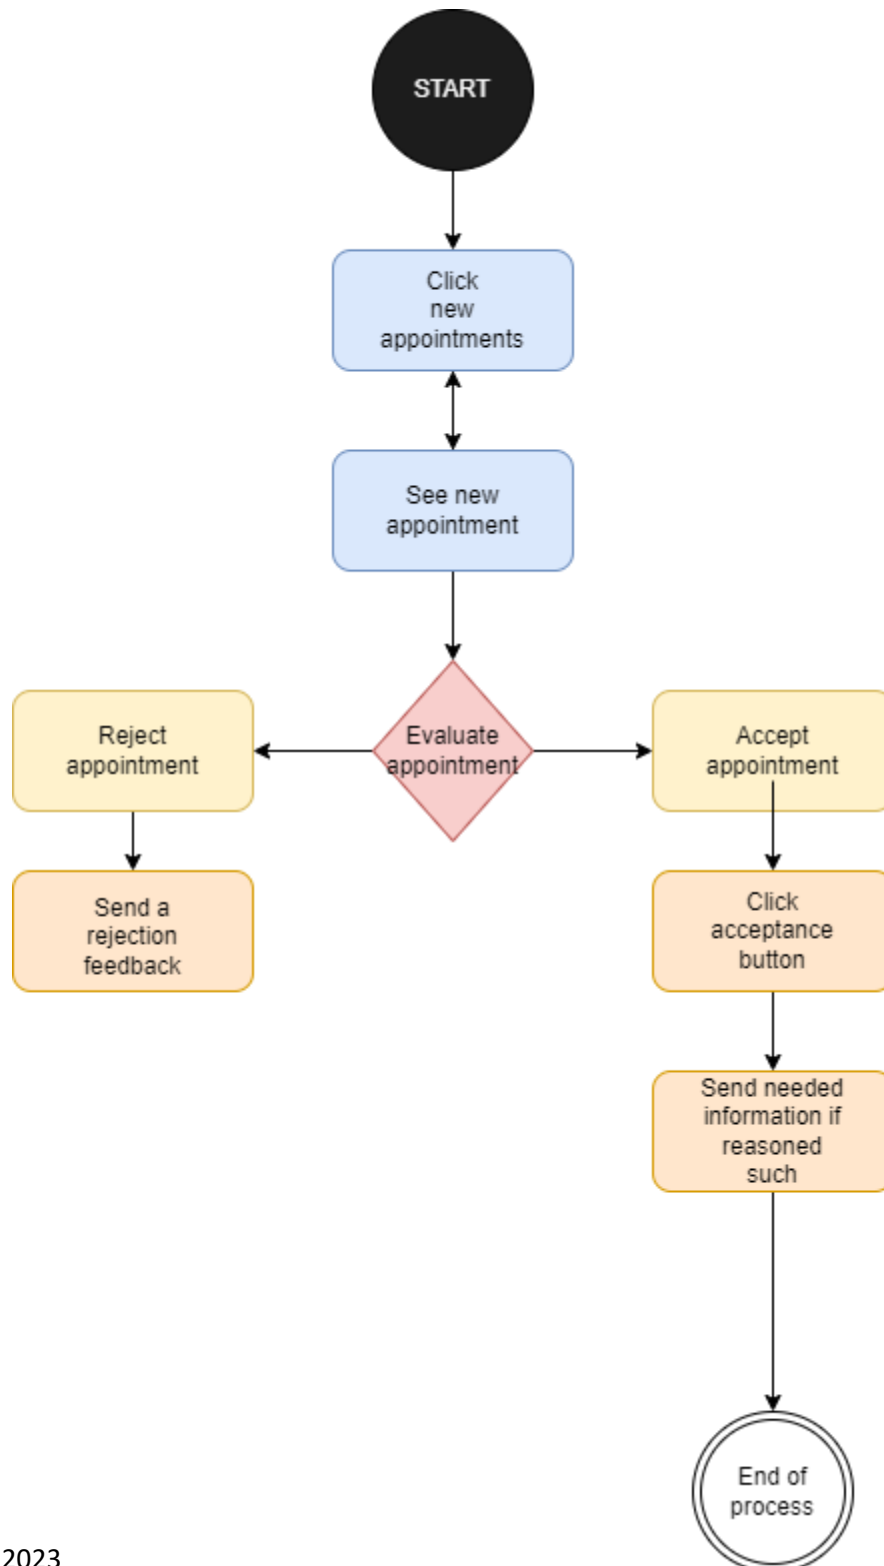 START
Click
new
appointments
See new
appointment
Reject
appointment
Evaluate
appointment
Accept
appointment
Send a
rejection
feedback
Click
acceptance
button
Send needed
information if
reasoned
such
End of
process
2023